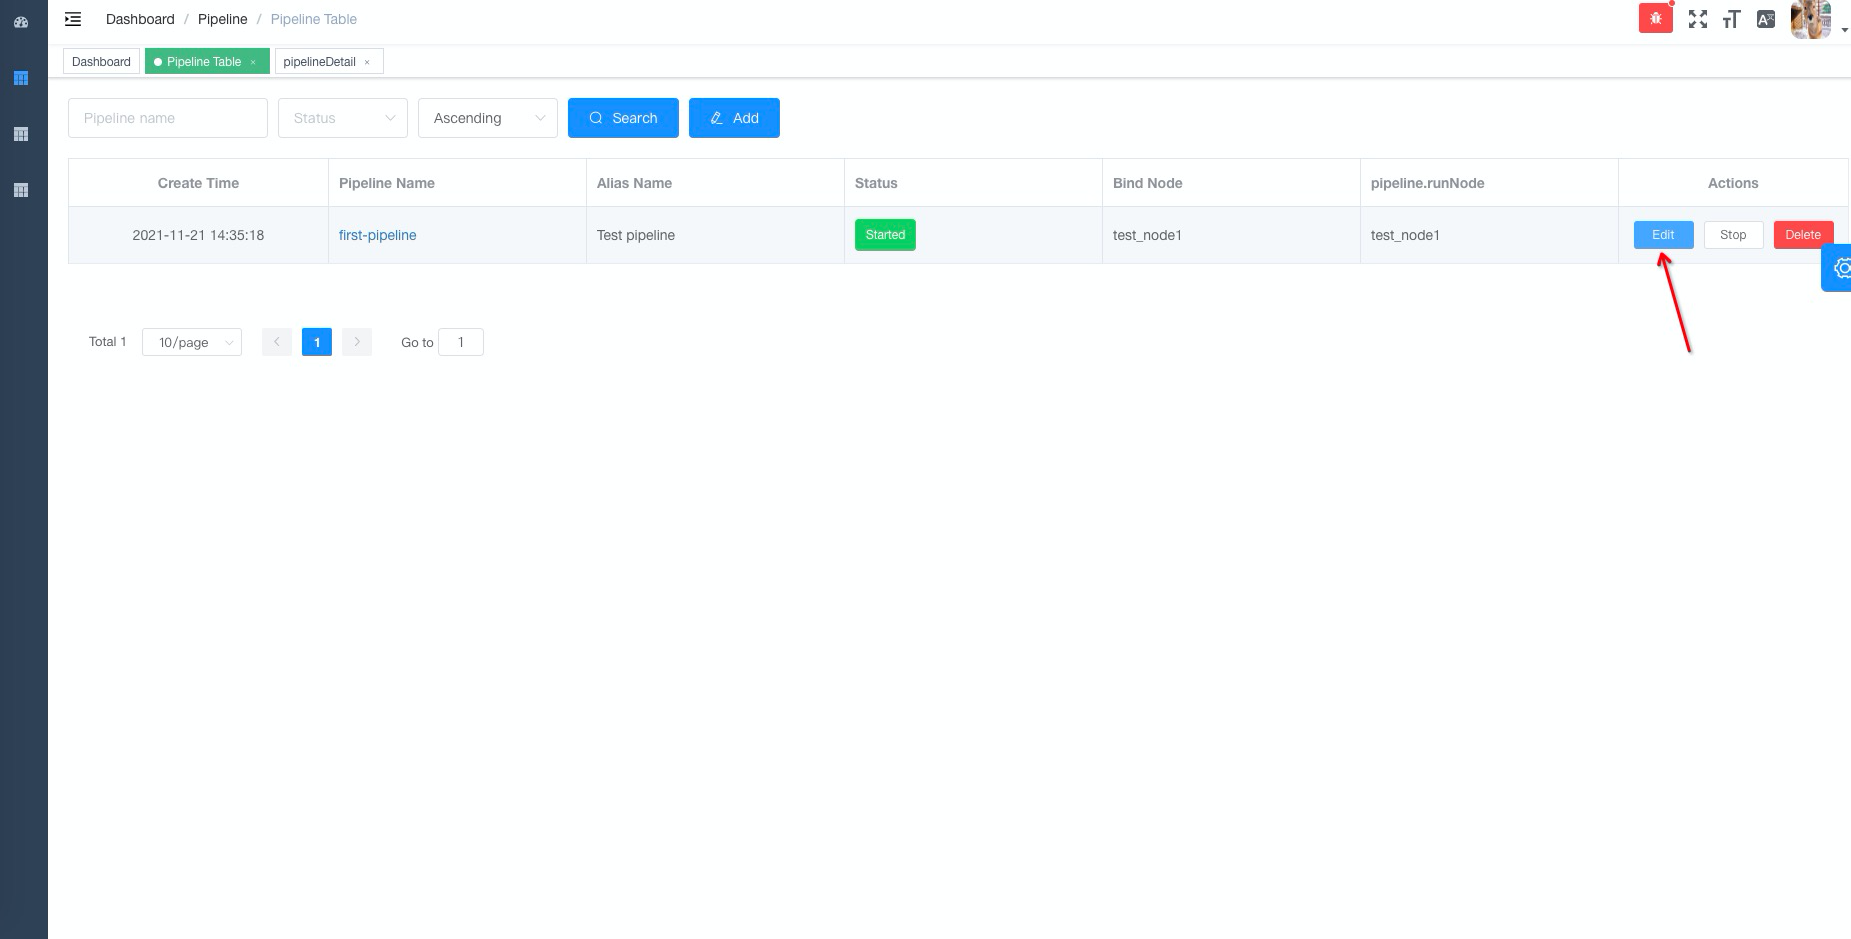 Dashboard / Pipeline / Pipeline Table
Dashboard
Pipeline Table ×
pipelineDetail ×
Pipeline name
Status
Ascending
Search
Add
Create Time
Pipeline Name
Alias Name
Status
Bind Node
pipeline.runNode
Actions
2021-11-21 14:35:18
first-pipeline
Test pipeline
Started
test_node1
test_node1
Edit
Stop
Delete
Total 1
10/page
1
Go to
1